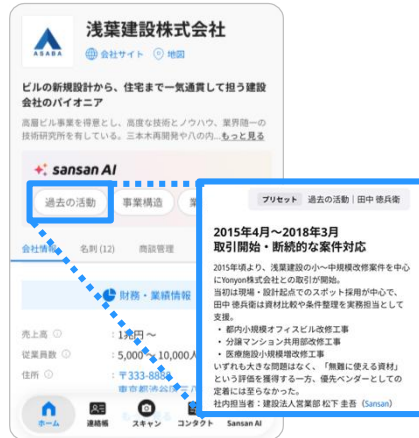 ASABA
浅葉建設株式会社
会社サイト 地図
ビルの新規設計から、住宅まで一気通貫して担う建設
会社のパイオニア
高層ビル事業を得意とし、高度な技術とノウハウ、業界随一の
技術研究所を有している。三本木再開発や八の内...もっと見る
sansan AI
過去の活動 事業構造
会社情報 名刺 (12) 商談管理
財務・業績情報
売上高 : 1兆円 ~
従業員数 : 5,000 ~ 10,000人
住所 : 〒333-8888
東京都渋谷区三八
ホーム 連絡帳 スキャン コンタクト Sansan AI
プリセット 過去の活動|田中 徳兵衛
2015年4月~2018年3月
取引開始・断続的な案件対応
2015年頃より、浅葉建設の小~中規模改修案件を中心
にYonyon株式会社との取引が開始。
当初は現場・設計起点でのスポット採用が中心で、
田中 徳兵衛は資材比較や条件整理を実務担当として
支援。
・都内小規模オフィスビル改修工事
・分譲マンション共用部改修工事
・医療施設小規模増改修工事
いずれも大きな問題はなく、「無難に使える資材」
という評価を獲得する一方、優先ベンダーとしての
定着には至らなかった。
社内担当者:建設法人営業部 松下 圭吾(Sansan)